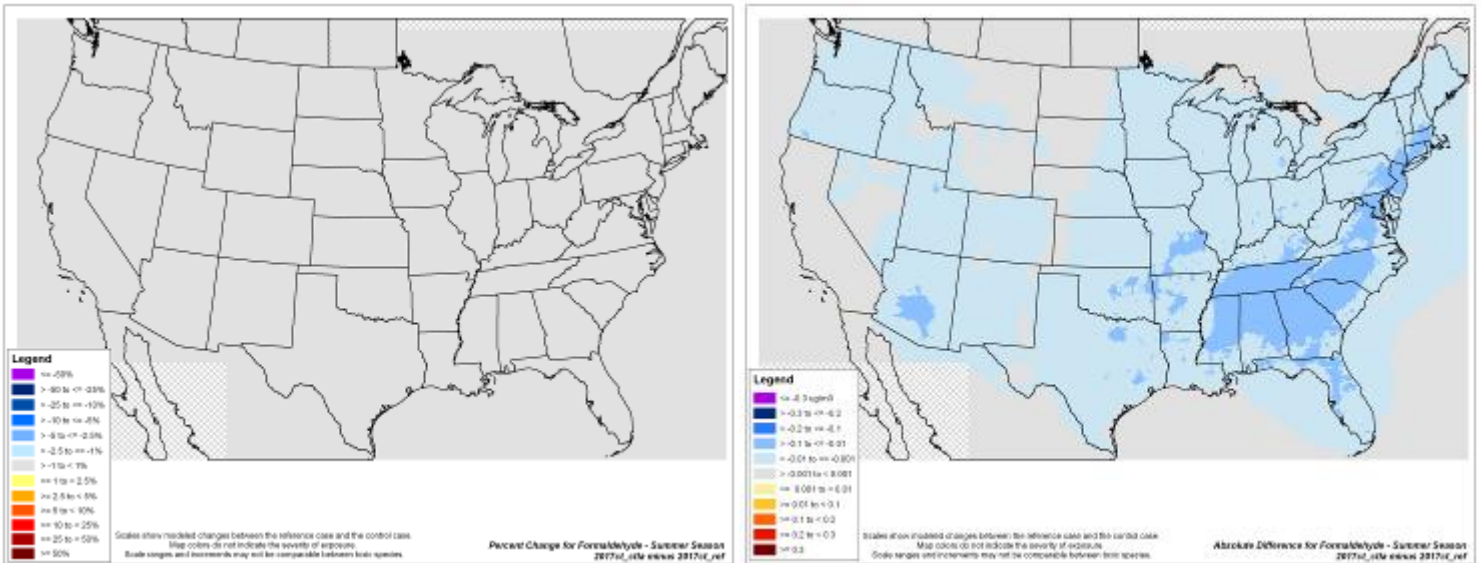 Legend
<= -50%
> -50 to <= -25%
> -25 to <= -10%
> -10 to <= -5%
> -5 to <= -2.5%
> -2.5 to <= -1%
> -1 to < 1%
>= 1 to < 2.5%
>= 2.5 to < 5%
>= 5 to < 10%
>= 10 to < 25%
>= 25 to < 50%
>= 50%
Scales show modeled changes between the reference case and the control case.
Map colors do not indicate the severity of exposure.
Scale ranges and increments may not be comparable between toxic species.
Percent Change for Formaldehyde - Summer Season
minus 2017ct_ref
Legend
<= -0.3 ug/m3
> -0.3 to <= -0.2
> -0.2 to <= -0.1
> -0.1 to <= -0.01
> -0.01 to <= -0.001
> -0.001 to < 0.001
>= 0.001 to < 0.01
>= 0.01 to < 0.1
>= 0.1 to < 0.2
>= 0.2 to < 0.3
>= 0.3
Scales show modeled changes between the reference case and the control case.
Map colors do not indicate the severity of exposure.
Scale ranges and increments may not be comparable between toxic species.
Absolute Difference for Formaldehyde - Summer Season
minus 2017ct_ref